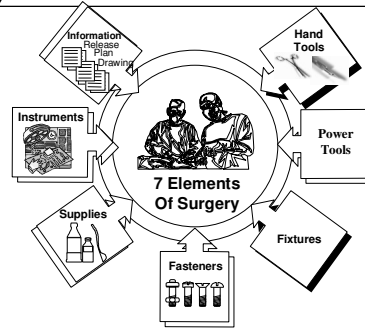 Information
Release
Plan
Drawing
Hand
Tools
Instruments
7 Elements
Of Surgery
Power
Tools
Supplies
Fixtures
Fasteners